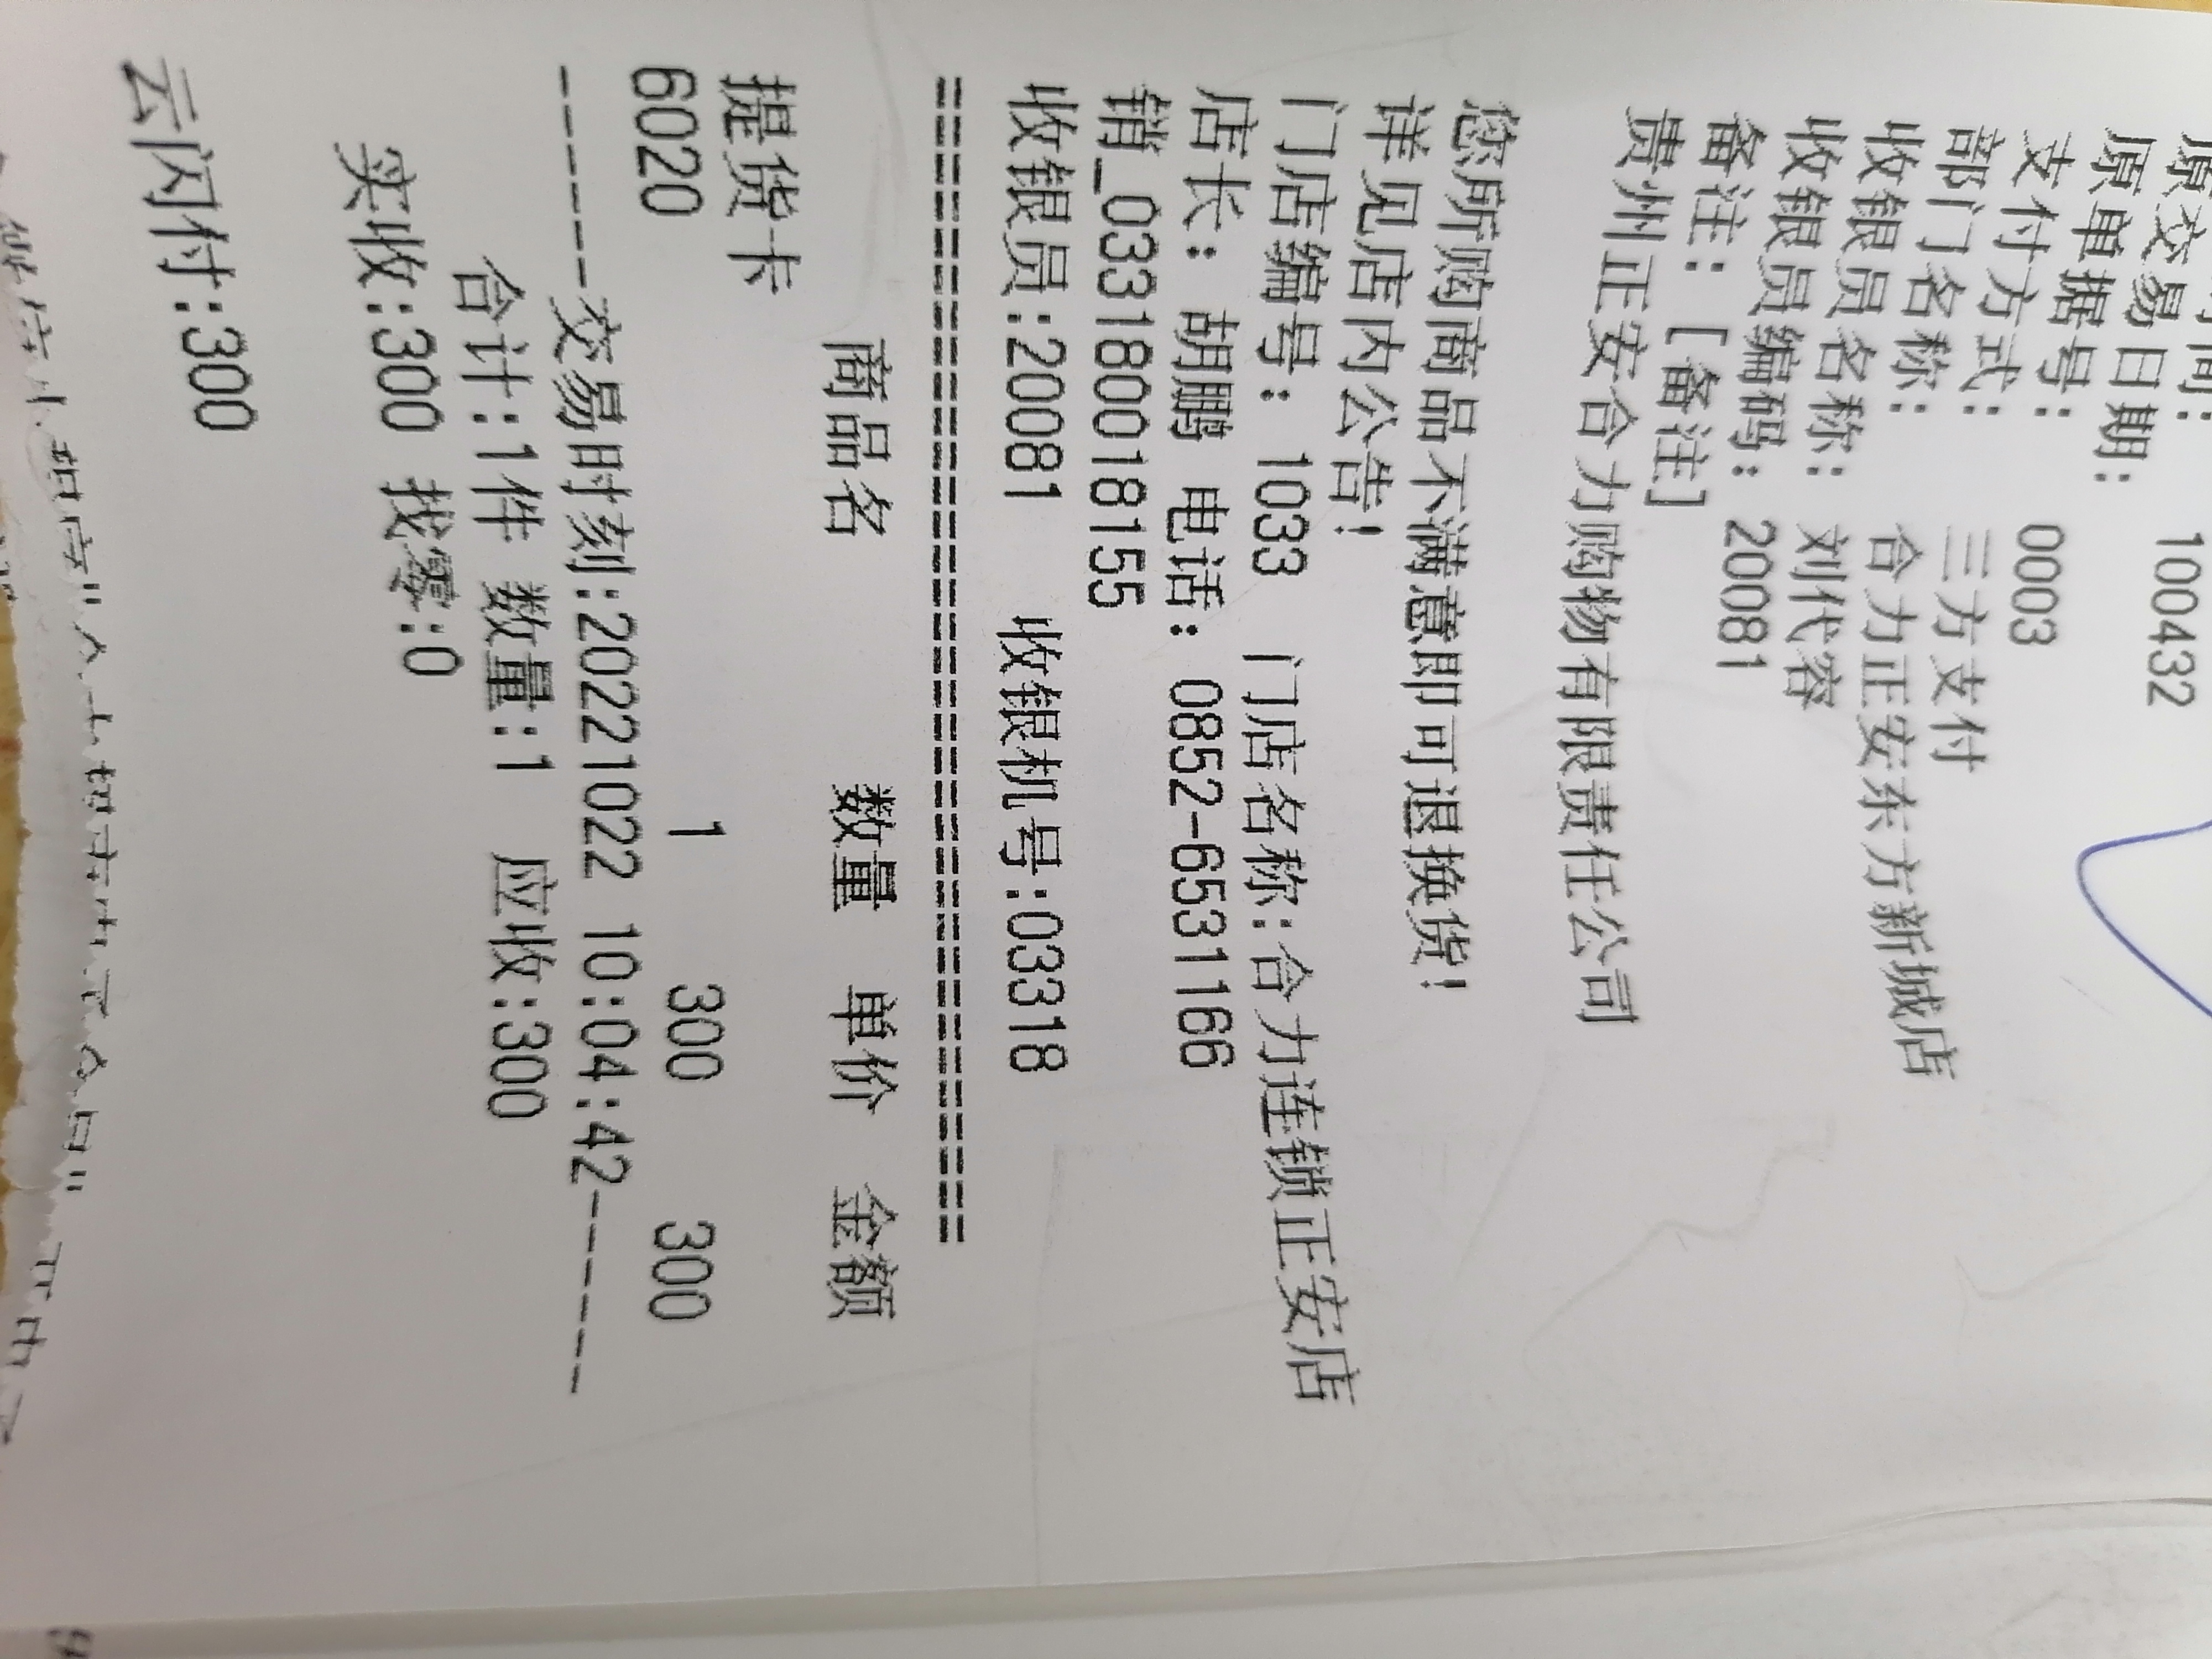 原交易日期: 100432
原单据号:
支付方式: 0003
部门名称: 三方支付
收银员名称: 合力正安东方新城店
收银员编码: 刘代容
备注: [备注] 20081
贵州正安合力购物有限责任公司
您所购商品不满意即可退换货!
详见店内公告!
门店编号: 1033 门店名称:合力连锁正安店
店长: 胡鹏 电话: 0852-6531166
销_0331800018155
收银员:20081 收银机号:03318
==========================================
商品名 数量 单价 金额
提货卡
6020 1 300 300
------交易时刻:20221022 10:04:42------
合计:1件 数量:1 应收:300
实收:300 找零:0
云闪付:300